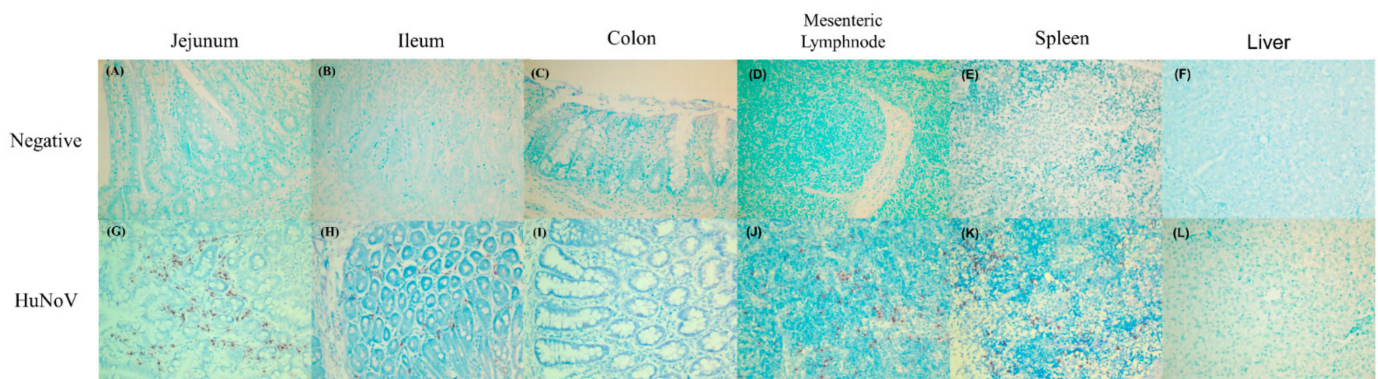 Jejunum
Ileum
Colon
Mesenteric
Lymphnode
Spleen
Liver
Negative
(A)
(B)
(C)
(D)
(E)
(F)
HuNoV
(G)
(H)
(I)
(J)
(K)
(L)